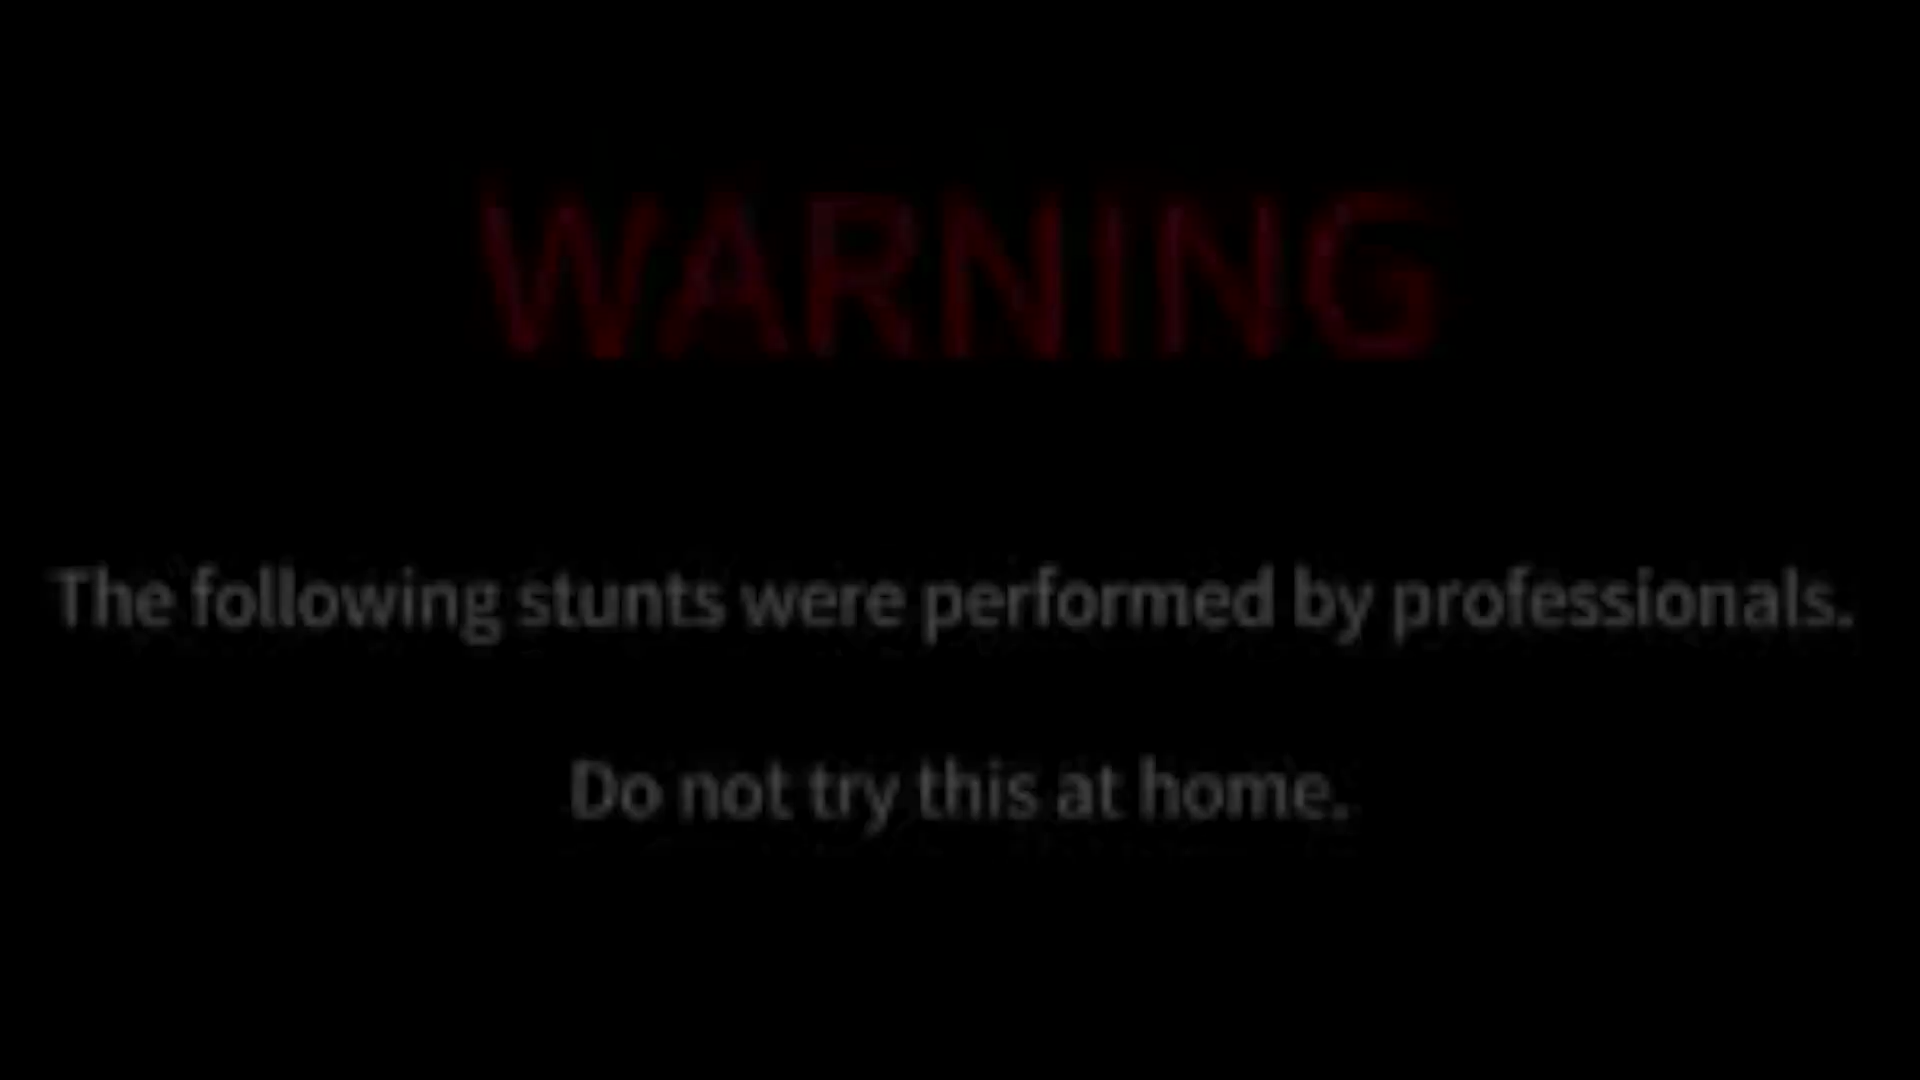 WARNING
The following stunts were performed by professionals.
Do not try this at home.